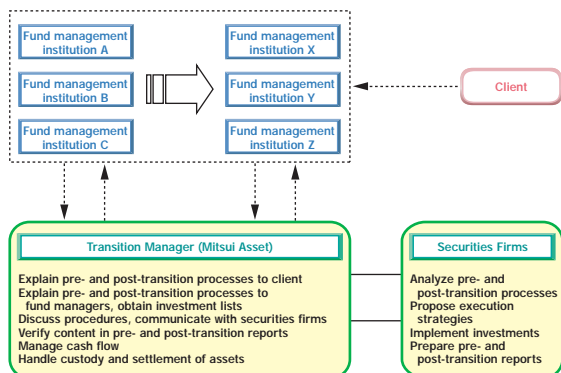 Fund management
institution A
Fund management
institution X
Fund management
institution B
Fund management
institution Y
Client
Fund management
institution C
Fund management
institution Z
Transition Manager (Mitsui Asset)
Explain pre- and post-transition processes to client
Explain pre- and post-transition processes to
fund managers, obtain investment lists
Discuss procedures, communicate with securities firms
Verify content in pre- and post-transition reports
Manage cash flow
Handle custody and settlement of assets
Securities Firms
Analyze pre- and
post-transition processes
Propose execution
strategies
Implement investments
Prepare pre- and
post-transition reports